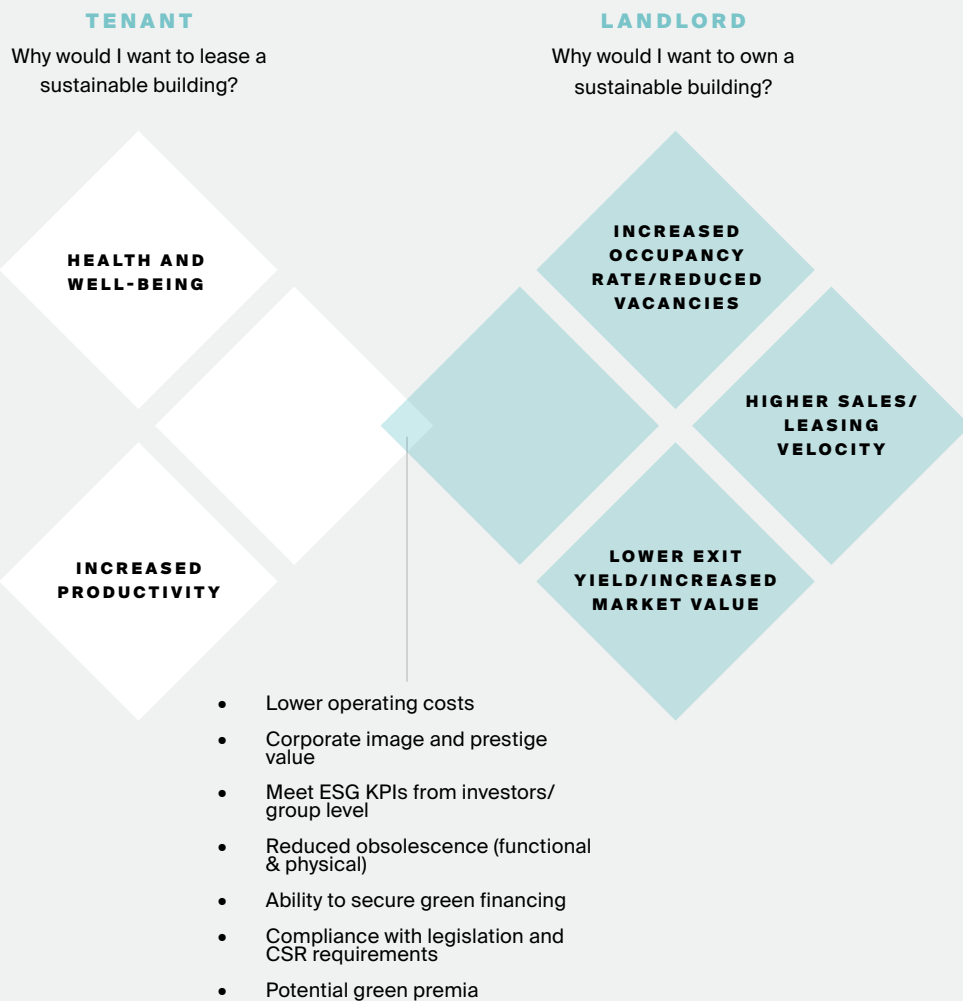 TENANT
Why would I want to lease a
sustainable building?
LANDLORD
Why would I want to own a
sustainable building?
HEALTH AND
WELL-BEING
INCREASED
PRODUCTIVITY
INCREASED
OCCUPANCY
RATE/REDUCED
VACANCIES
HIGHER SALES/
LEASING
VELOCITY
LOWER EXIT
YIELD/INCREASED
MARKET VALUE
• Lower operating costs
• Corporate image and prestige
value
• Meet ESG KPIs from investors/
group level
• Reduced obsolescence (functional
& physical)
• Ability to secure green financing
• Compliance with legislation and
CSR requirements
• Potential green premia